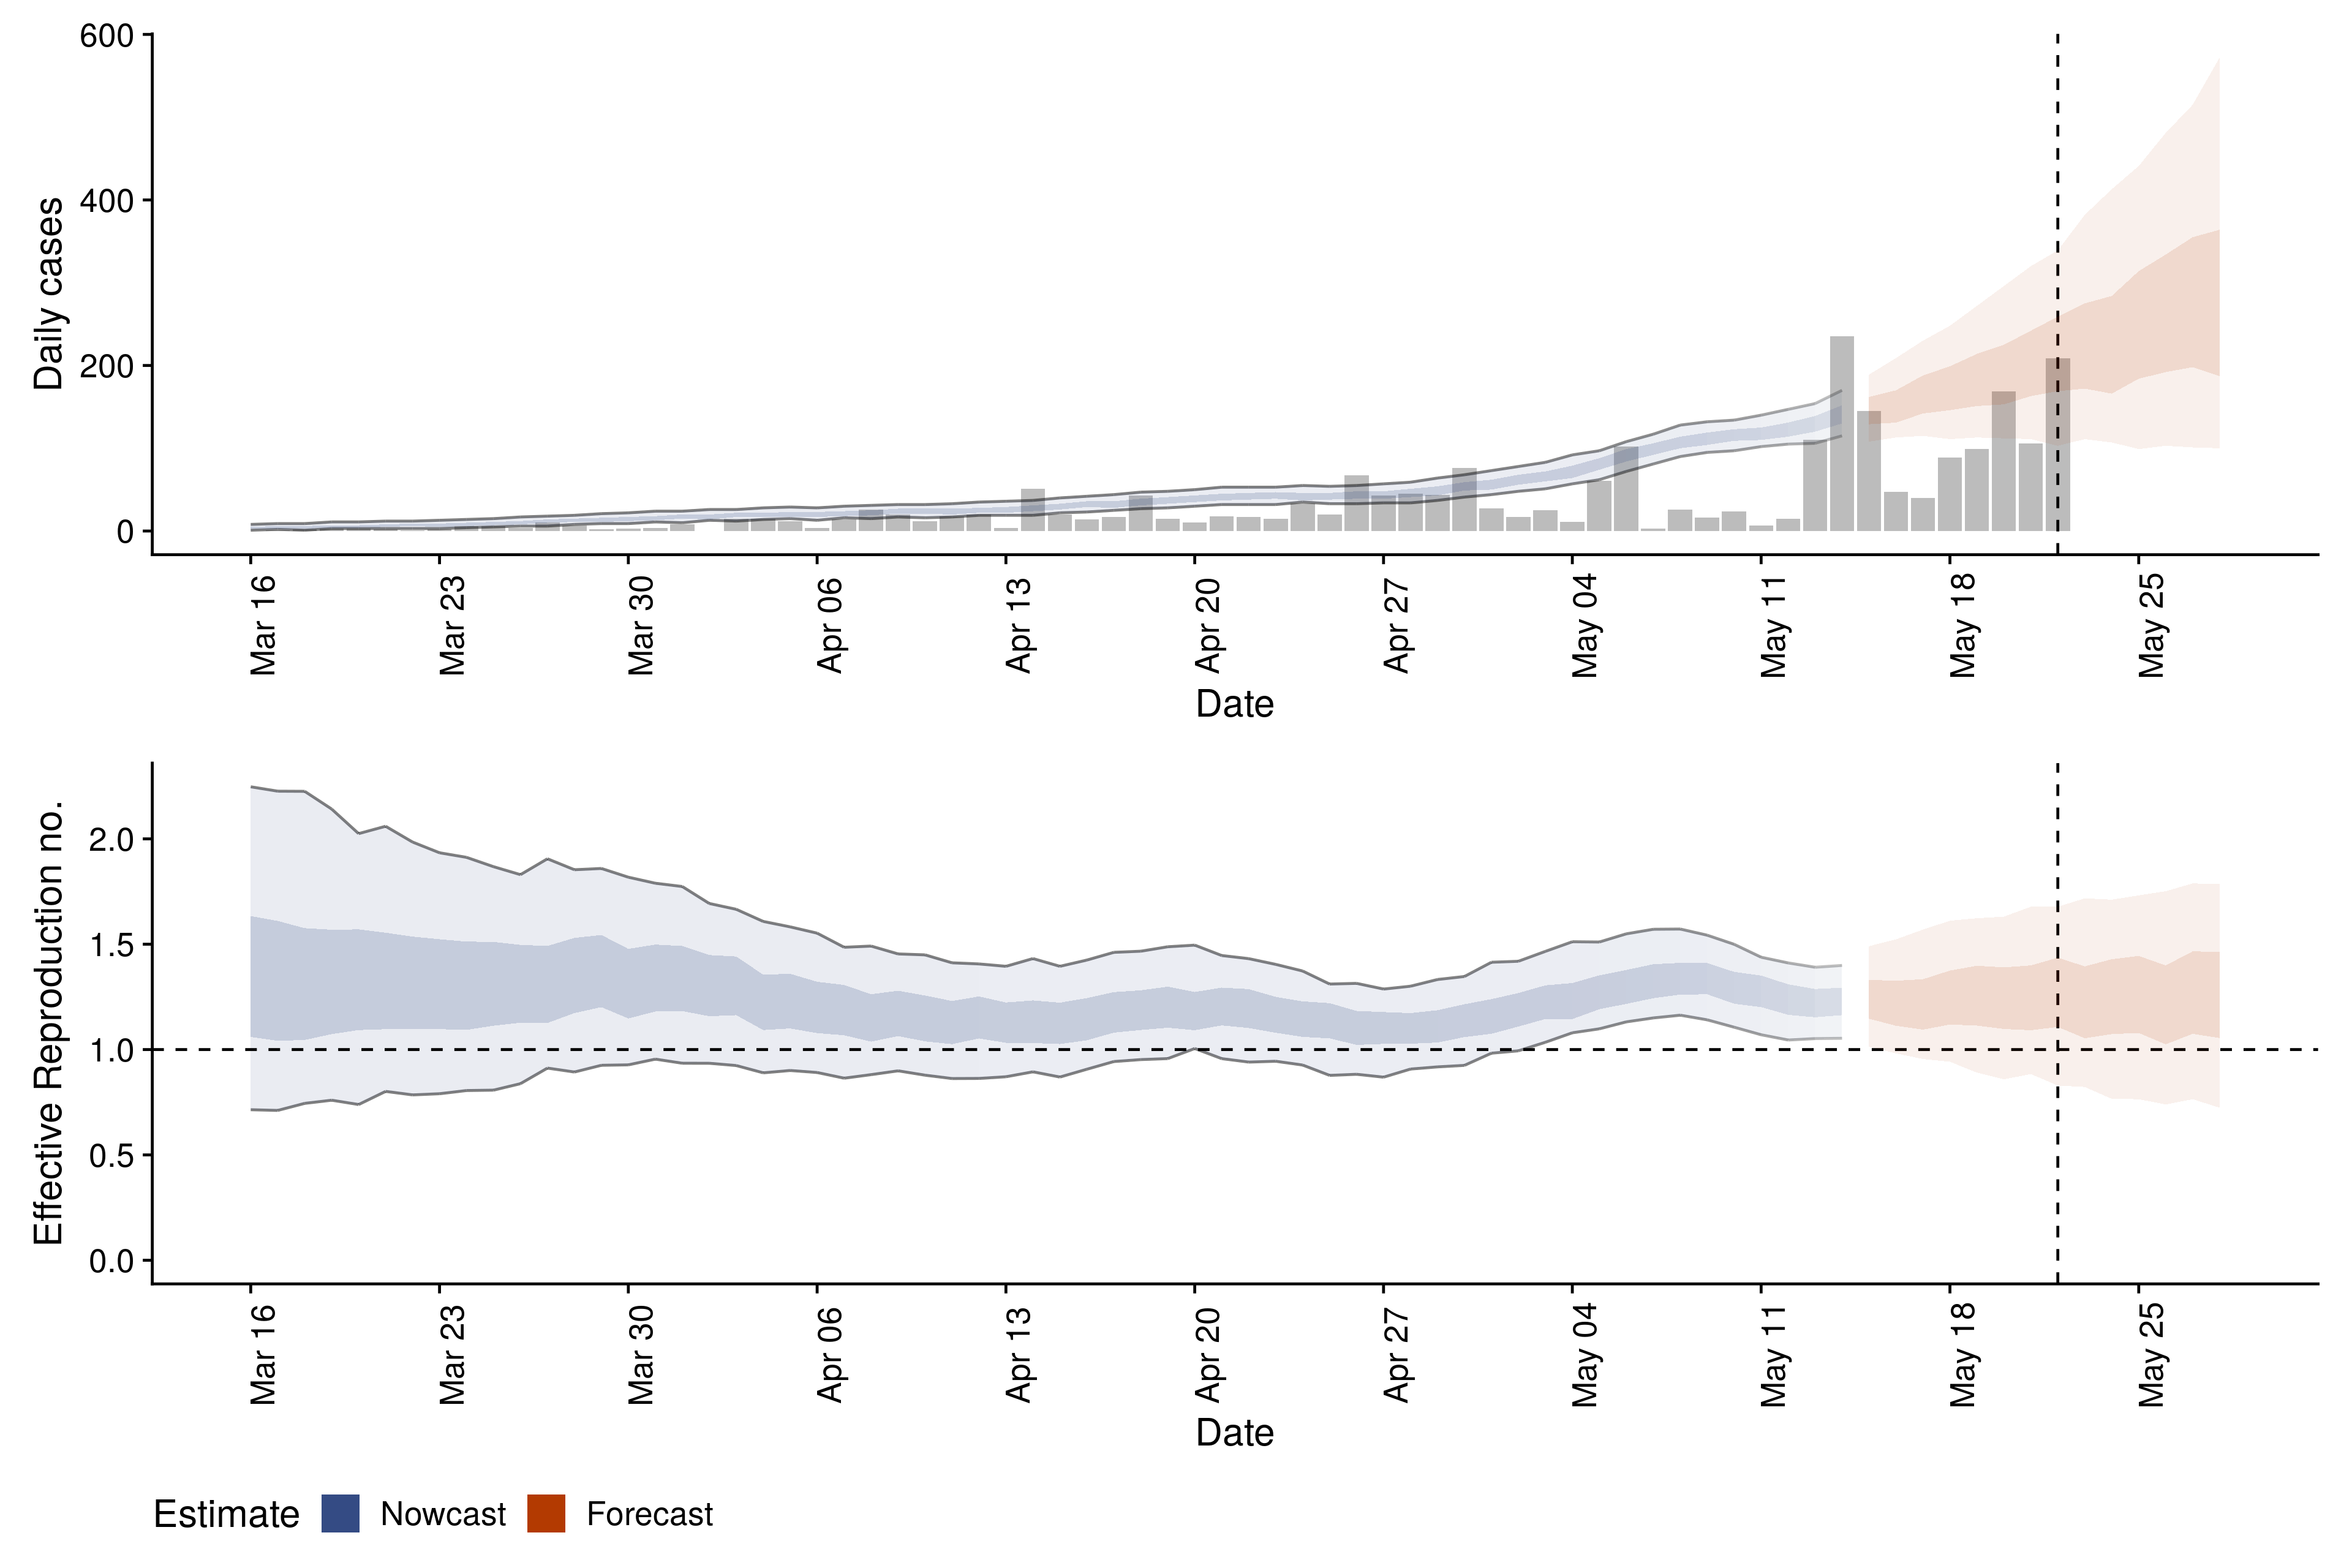 Daily cases
600
400
200
0
Mar 16
Mar 23
Mar 30
Apr 06
Apr 13
Apr 20
Apr 27
May 04
May 11
May 18
May 25
Date
Effective Reproduction no.
2.0
1.5
1.0
0.5
0.0
Mar 16
Mar 23
Mar 30
Apr 06
Apr 13
Apr 20
Apr 27
May 04
May 11
May 18
May 25
Date
Estimate Nowcast Forecast